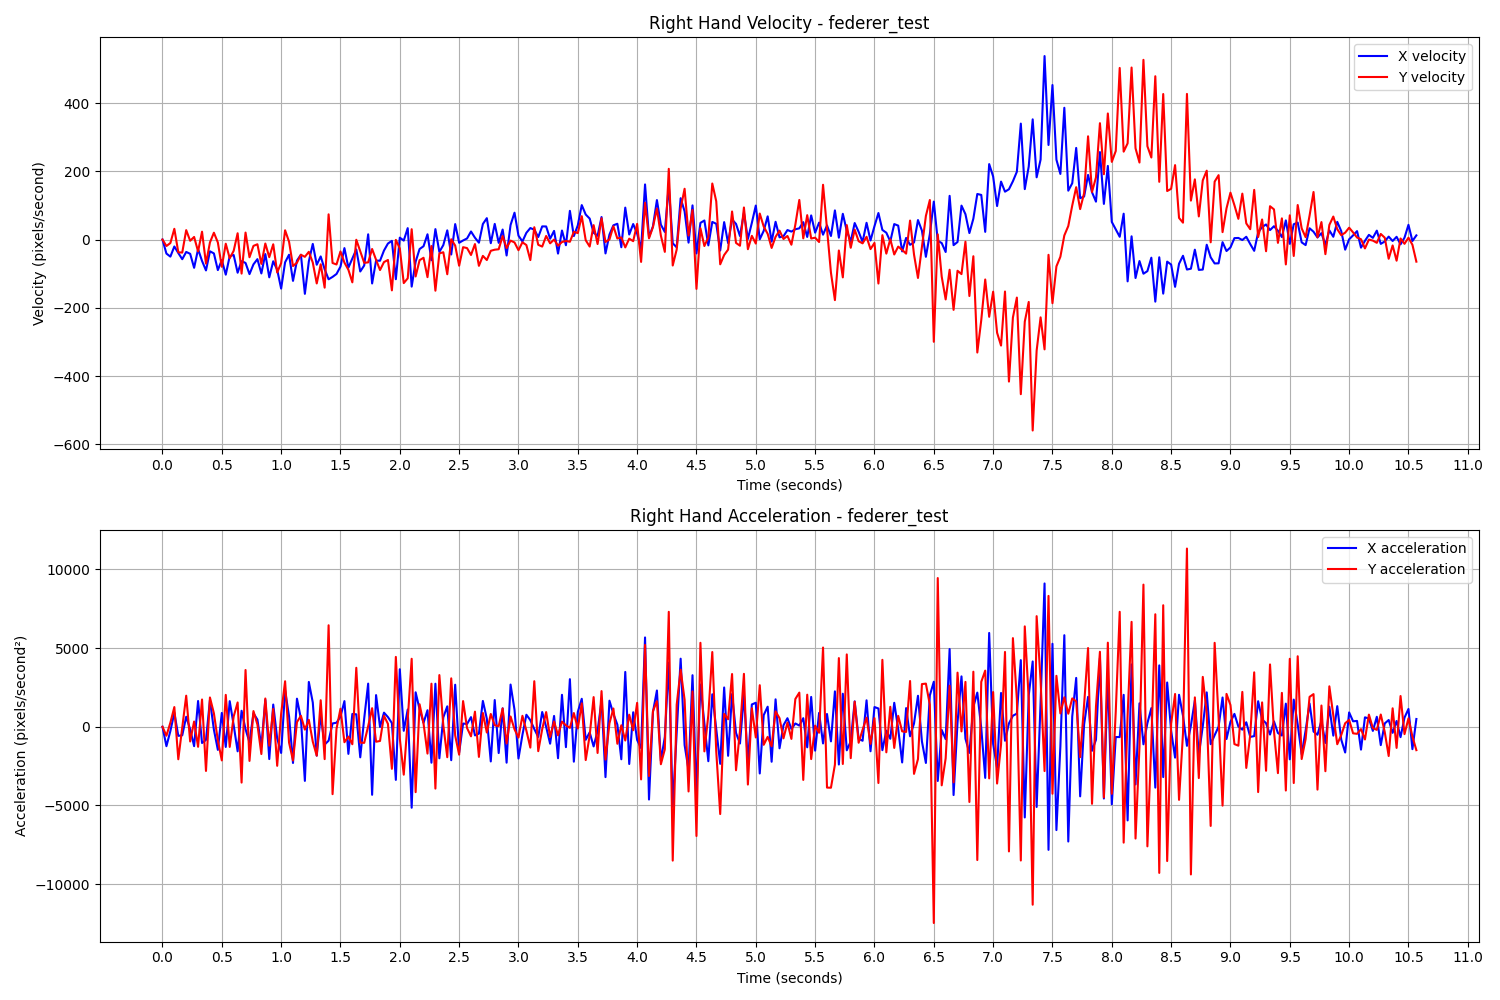 Right Hand Velocity - federer_test
X velocity
Y velocity
Velocity (pixels/second)
400
200
0
−200
−400
−600
0.0 0.5 1.0 1.5 2.0 2.5 3.0 3.5 4.0 4.5 5.0 5.5 6.0 6.5 7.0 7.5 8.0 8.5 9.0 9.5 10.0 10.5 11.0
Time (seconds)
Right Hand Acceleration - federer_test
X acceleration
Y acceleration
Acceleration (pixels/second²)
10000
5000
0
−5000
−10000
0.0 0.5 1.0 1.5 2.0 2.5 3.0 3.5 4.0 4.5 5.0 5.5 6.0 6.5 7.0 7.5 8.0 8.5 9.0 9.5 10.0 10.5 11.0
Time (seconds)